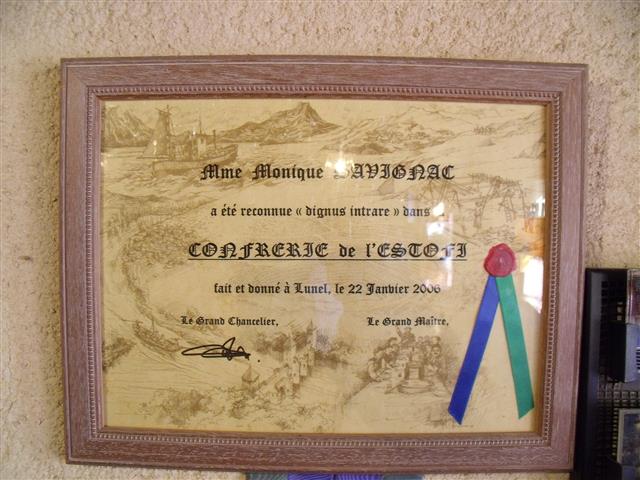 Mme Monique SAVIGNAC
a été reconnue « dignus intrare » dans
CONFRERIE de l'ESTOFI
fait et donné à Lunel, le 22 Janvier 2006
Le Grand Chancelier, Le Grand Maître,